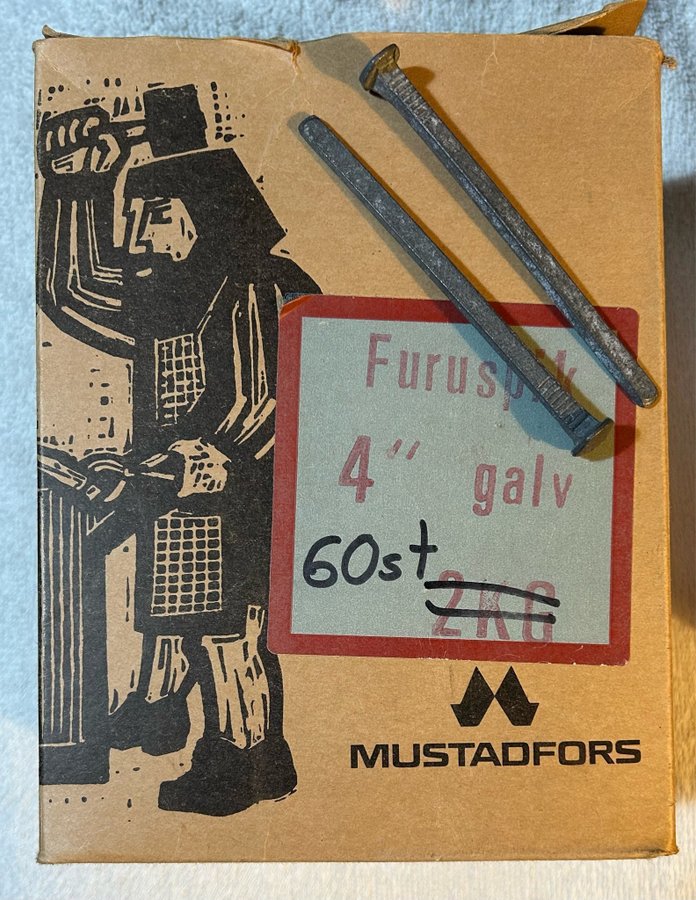 Furuspik
4" galv
60st
2KG
MUSTADFORS